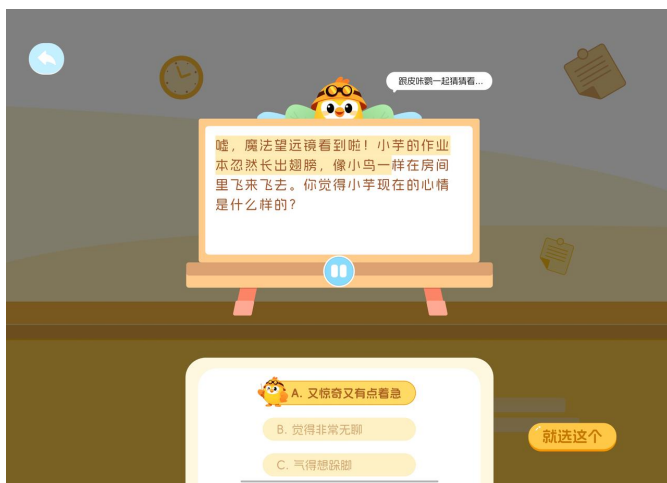 跟皮咔鹦一起猜猜看...
嘘，魔法望远镜看到啦！小芋的作业
本忽然长出翅膀，像小鸟一样在房间
里飞来飞去。你觉得小芋现在的心情
是什么样的？
A. 又惊奇又有点着急
B. 觉得非常无聊
C. 气得想跺脚
就选这个